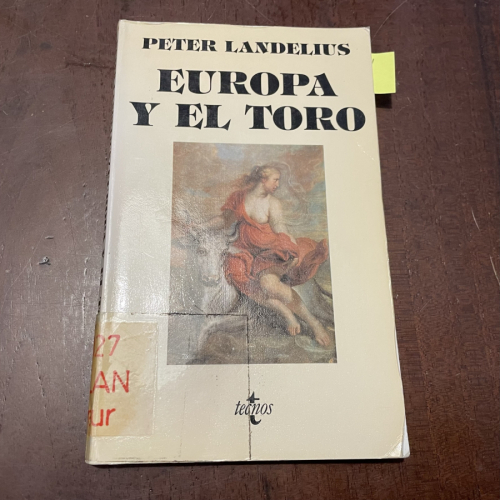 PETER LANDELIUS
EUROPA
Y EL TORO
27
AN
ur
tecnos